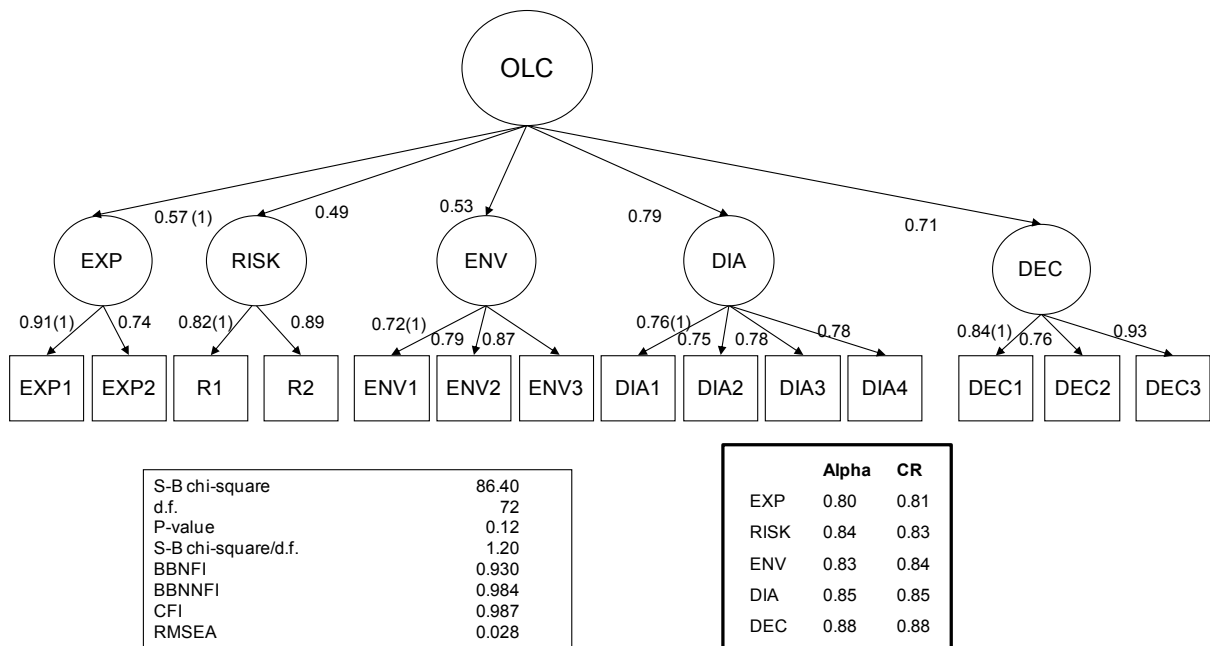 OLC
0.57 (1) 0.49 0.53 0.79 0.71
EXP RISK ENV DIA DEC
0.91(1) 0.74 0.82(1) 0.89 0.72(1) 0.79 0.87 0.76(1) 0.75 0.78 0.78 0.84(1) 0.76 0.93
EXP1 EXP2 R1 R2 ENV1 ENV2 ENV3 DIA1 DIA2 DIA3 DIA4 DEC1 DEC2 DEC3
S-B chi-square 86.40
d.f. 72
P-value 0.12
S-B chi-square/d.f. 1.20
BBNFI 0.930
BBNNFI 0.984
CFI 0.987
RMSEA 0.028
Alpha CR
EXP 0.80 0.81
RISK 0.84 0.83
ENV 0.83 0.84
DIA 0.85 0.85
DEC 0.88 0.88